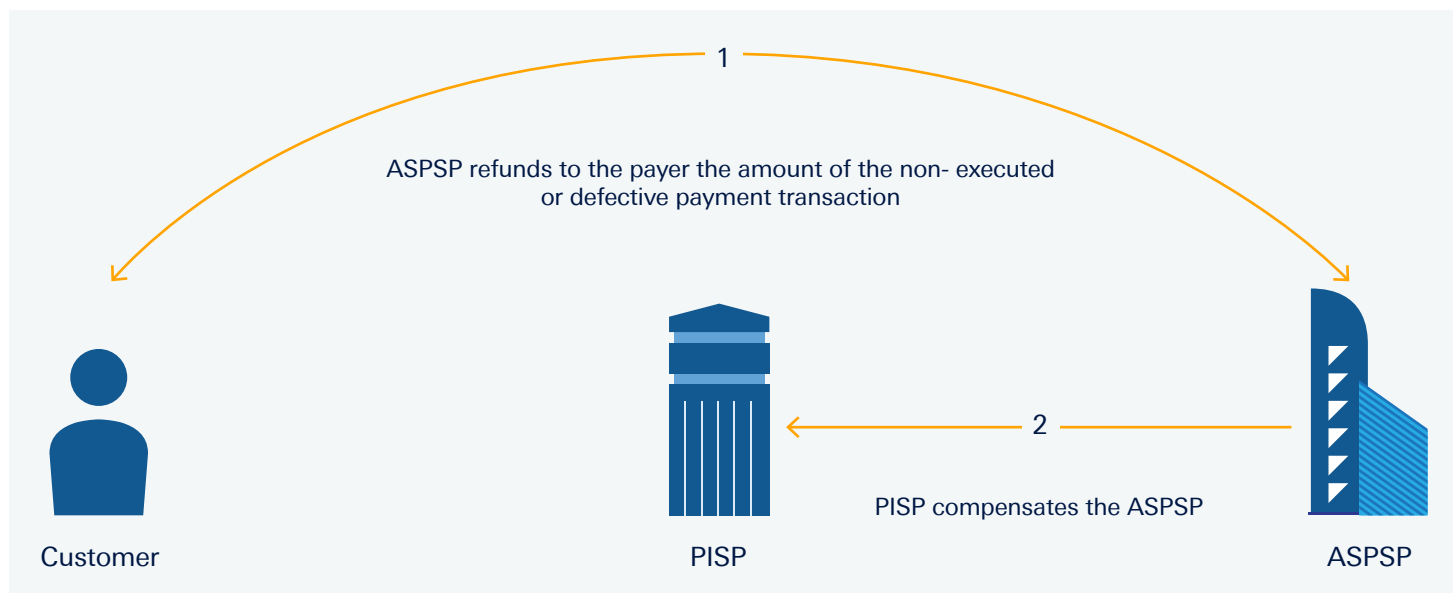 1
ASPSP refunds to the payer the amount of the non- executed
or defective payment transaction
2
PISP compensates the ASPSP
Customer
PISP
ASPSP